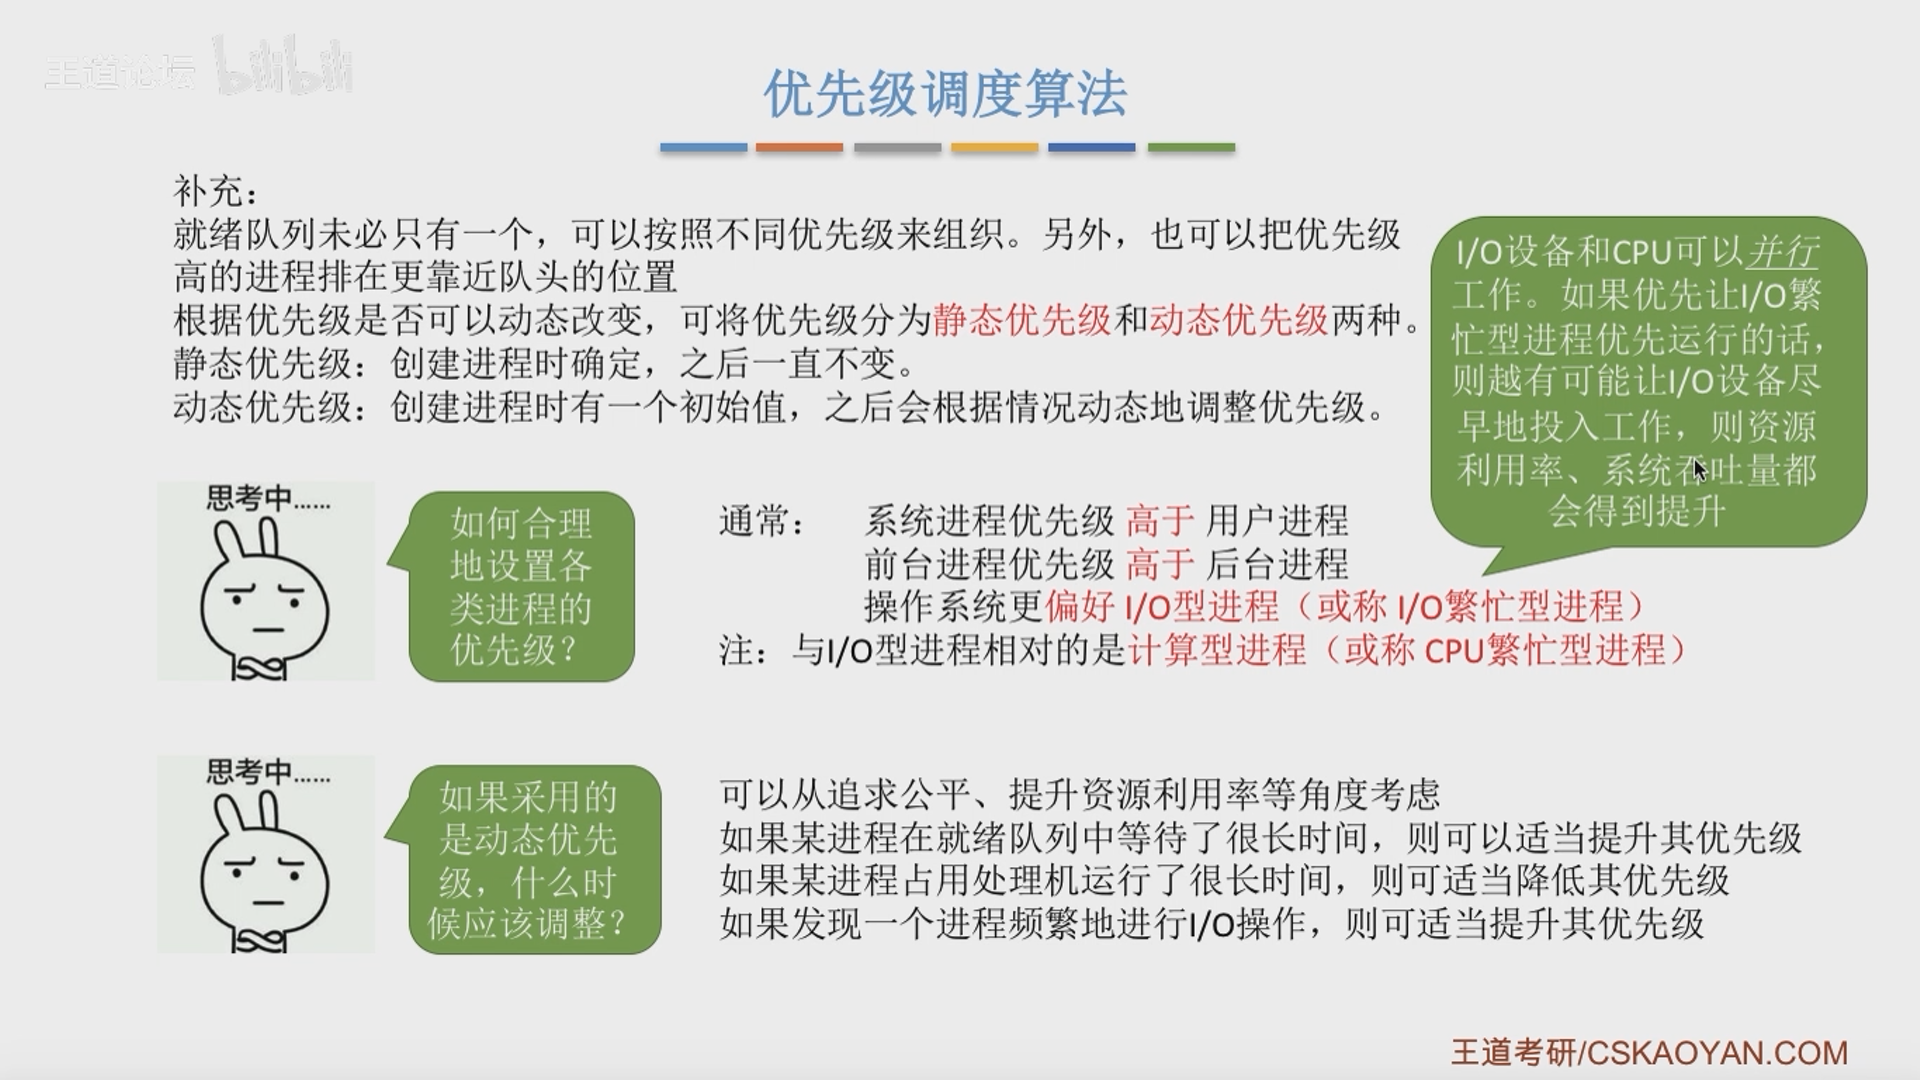 王道论坛 bilibili
优先级调度算法
补充：
就绪队列未必只有一个，可以按照不同优先级来组织。另外，也可以把优先级
高的进程排在更靠近队头的位置
根据优先级是否可以动态改变，可将优先级分为静态优先级和动态优先级两种。
静态优先级：创建进程时确定，之后一直不变。
动态优先级：创建进程时有一个初始值，之后会根据情况动态地调整优先级。
I/O设备和CPU可以并行
工作。如果优先让I/O繁
忙型进程优先运行的话，
则越有可能让I/O设备尽
早地投入工作，则资源
利用率、系统吞吐量都
会得到提升
思考中......
如何合理
地设置各
类进程的
优先级？
通常： 系统进程优先级 高于 用户进程
前台进程优先级 高于 后台进程
操作系统更偏好 I/O型进程（或称 I/O繁忙型进程）
注：与I/O型进程相对的是计算型进程（或称 CPU繁忙型进程）
思考中......
如果采用的
是动态优先
级，什么时
候应该调整？
可以从追求公平、提升资源利用率等角度考虑
如果某进程在就绪队列中等待了很长时间，则可以适当提升其优先级
如果某进程占用处理机运行了很长时间，则可适当降低其优先级
如果发现一个进程频繁地进行I/O操作，则可适当提升其优先级
王道考研/CSKAOYAN.COM